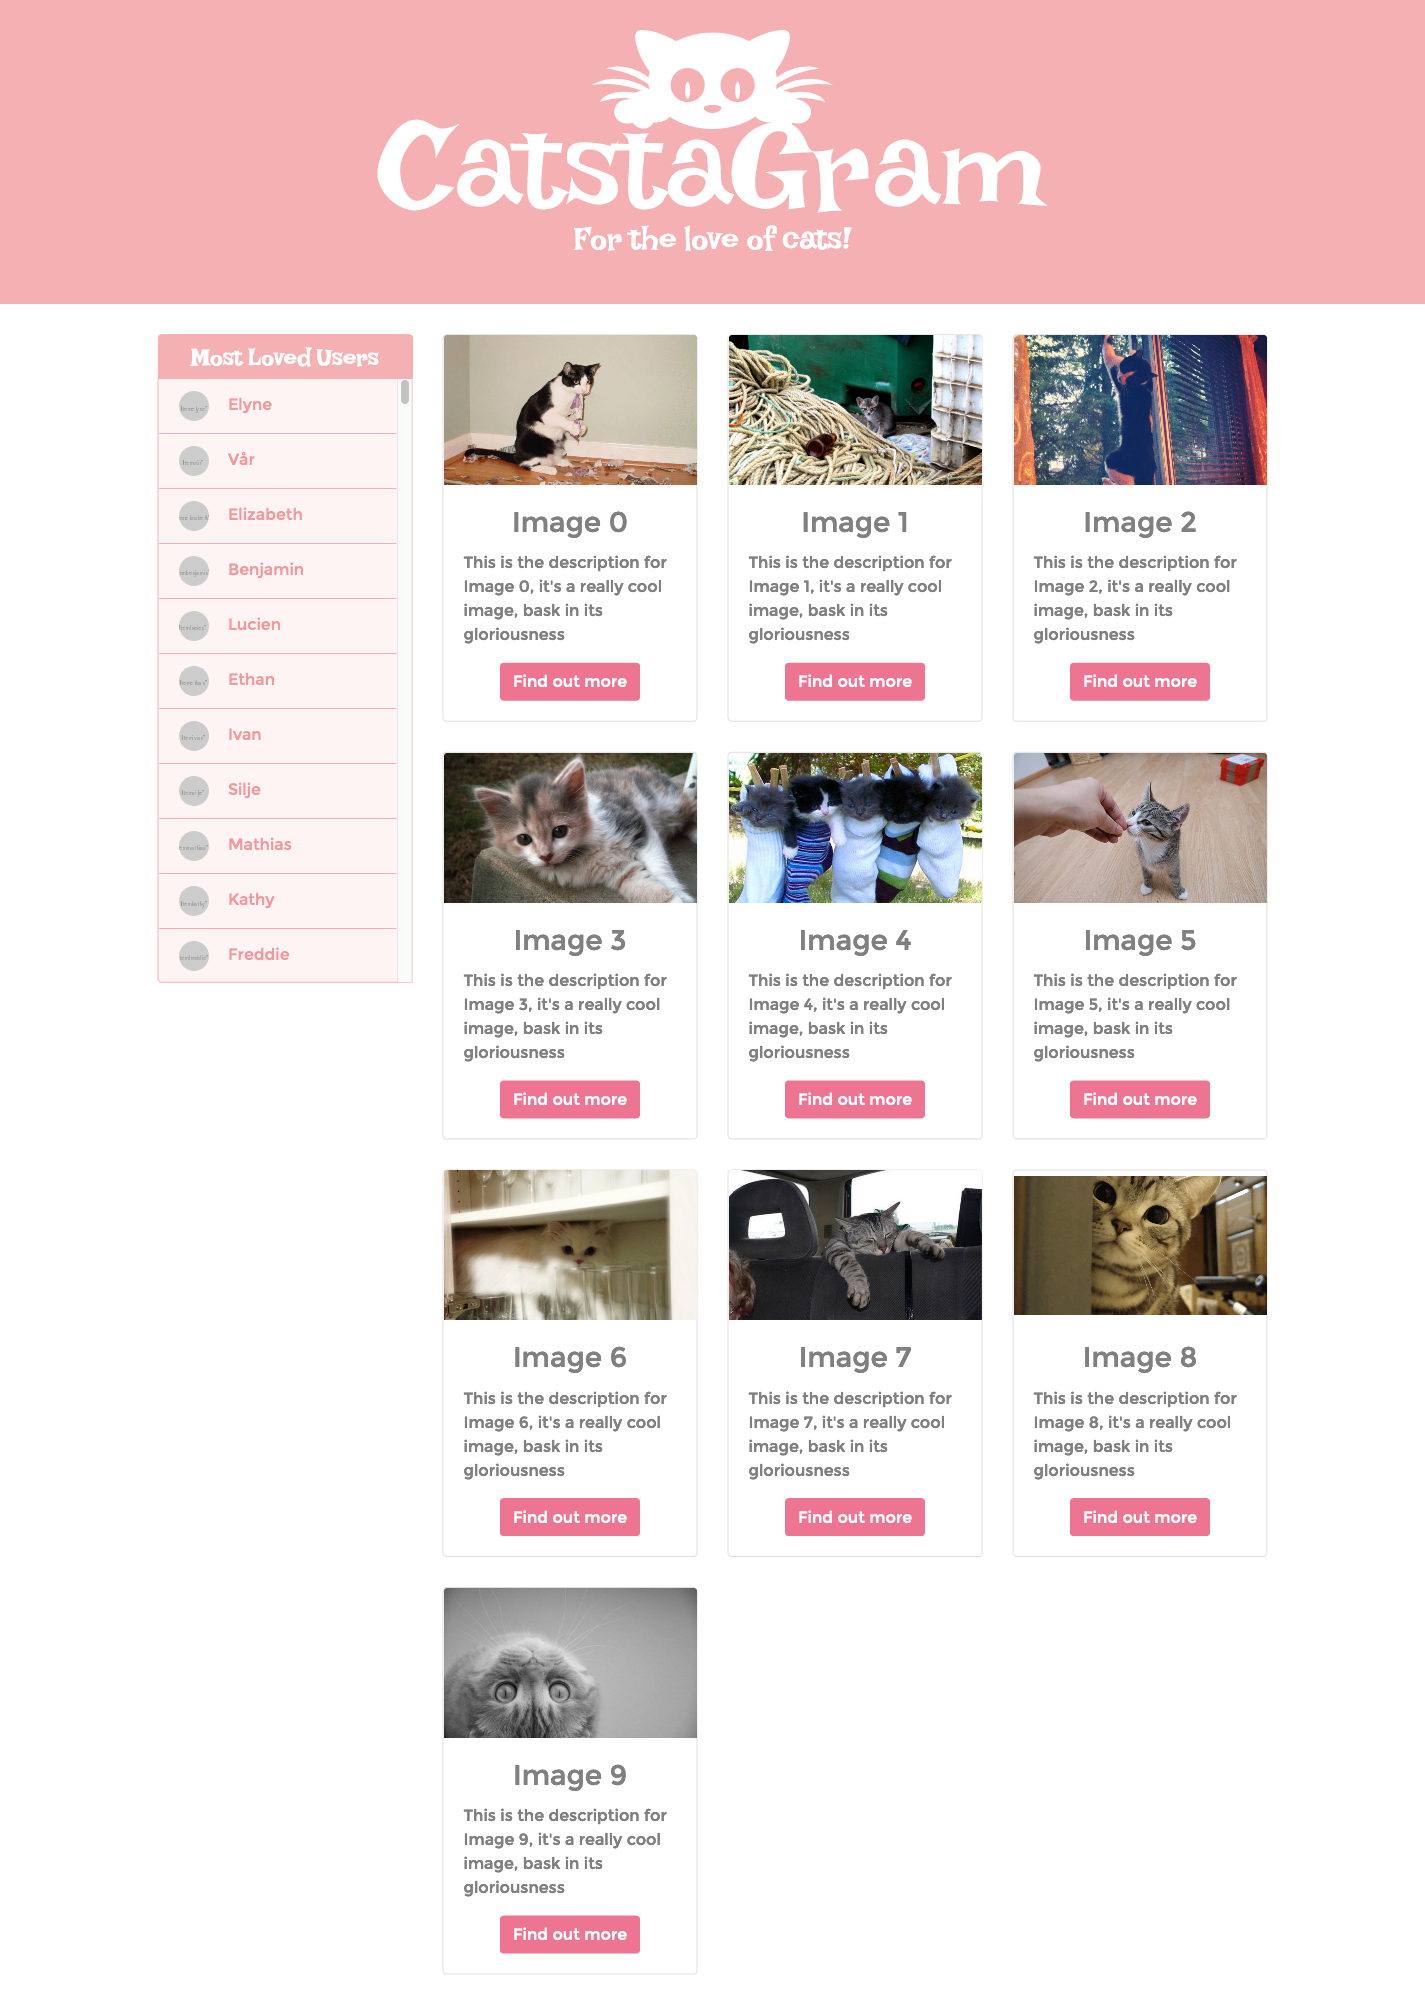 CatstaGram
For the love of cats!
Most Loved Users
Elyne
Vår
Elizabeth
Benjamin
Lucien
Ethan
Ivan
Silje
Mathias
Kathy
Freddie
Image 0
This is the description for
Image 0, it's a really cool
image, bask in its
gloriousness
Find out more
Image 1
This is the description for
Image 1, it's a really cool
image, bask in its
gloriousness
Find out more
Image 2
This is the description for
Image 2, it's a really cool
image, bask in its
gloriousness
Find out more
Image 3
This is the description for
Image 3, it's a really cool
image, bask in its
gloriousness
Find out more
Image 4
This is the description for
Image 4, it's a really cool
image, bask in its
gloriousness
Find out more
Image 5
This is the description for
Image 5, it's a really cool
image, bask in its
gloriousness
Find out more
Image 6
This is the description for
Image 6, it's a really cool
image, bask in its
gloriousness
Find out more
Image 7
This is the description for
Image 7, it's a really cool
image, bask in its
gloriousness
Find out more
Image 8
This is the description for
Image 8, it's a really cool
image, bask in its
gloriousness
Find out more
Image 9
This is the description for
Image 9, it's a really cool
image, bask in its
gloriousness
Find out more